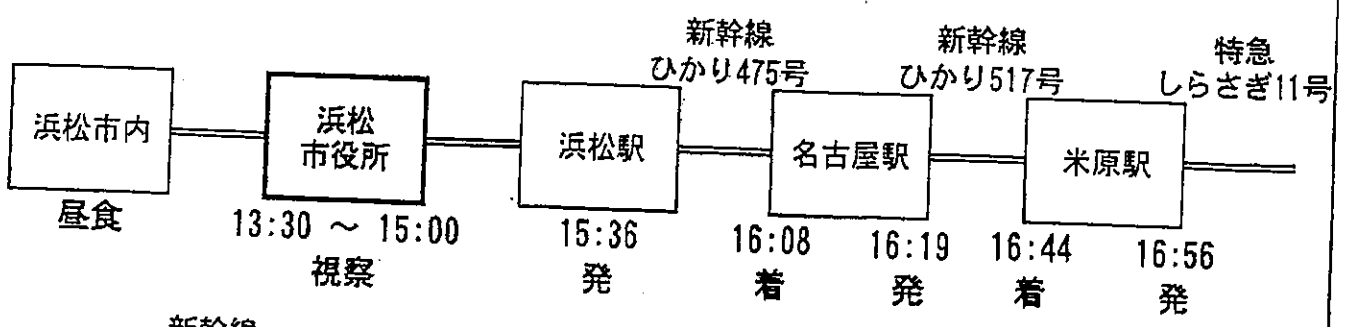 新幹線
ひかり475号
新幹線
ひかり517号
特急
しらさぎ11号
浜松市内
浜松
市役所
浜松駅
名古屋駅
米原駅
昼食
13:30 ～ 15:00
視察
15:36
発
16:08
着
16:19
発
16:44
着
16:56
発
新幹線